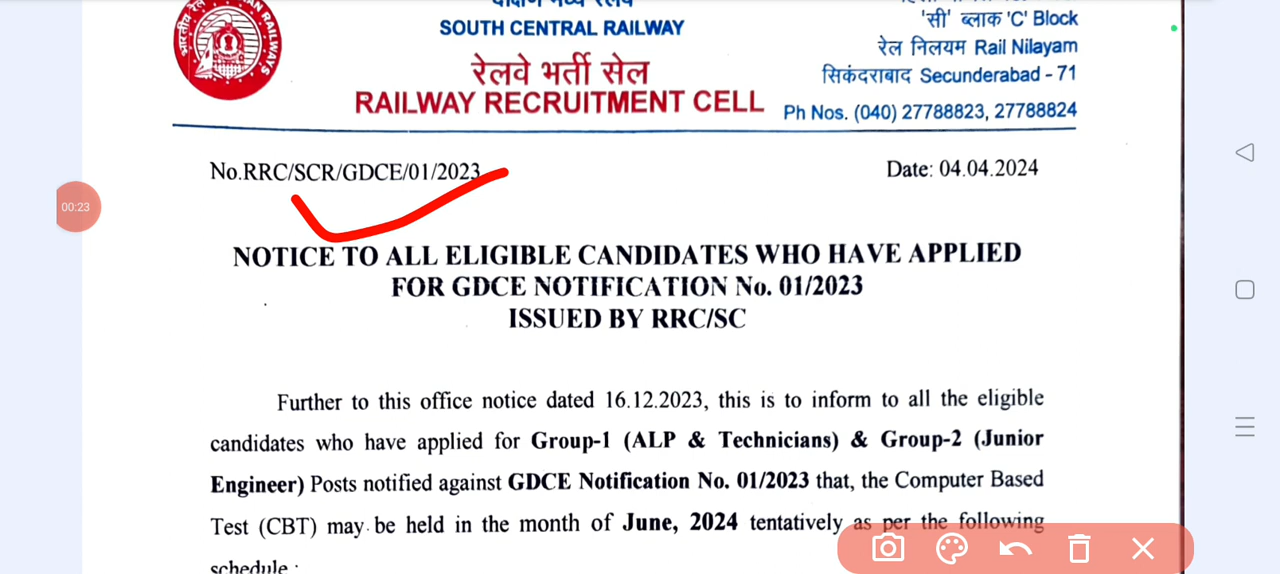 SOUTH CENTRAL RAILWAY
रेलवे भर्ती सेल
RAILWAY RECRUITMENT CELL
'सी' ब्लाक 'C' Block
रेल निलयम Rail Nilayam
सिकंदराबाद Secunderabad - 71
Ph Nos. (040) 27788823, 27788824
No.RRC/SCR/GDCE/01/2023
Date: 04.04.2024
00:23
NOTICE TO ALL ELIGIBLE CANDIDATES WHO HAVE APPLIED
FOR GDCE NOTIFICATION No. 01/2023
ISSUED BY RRC/SC
Further to this office notice dated 16.12.2023, this is to inform to all the eligible
candidates who have applied for Group-1 (ALP & Technicians) & Group-2 (Junior
Engineer) Posts notified against GDCE Notification No. 01/2023 that, the Computer Based
Test (CBT) may be held in the month of June, 2024 tentatively as per the following
schedule :